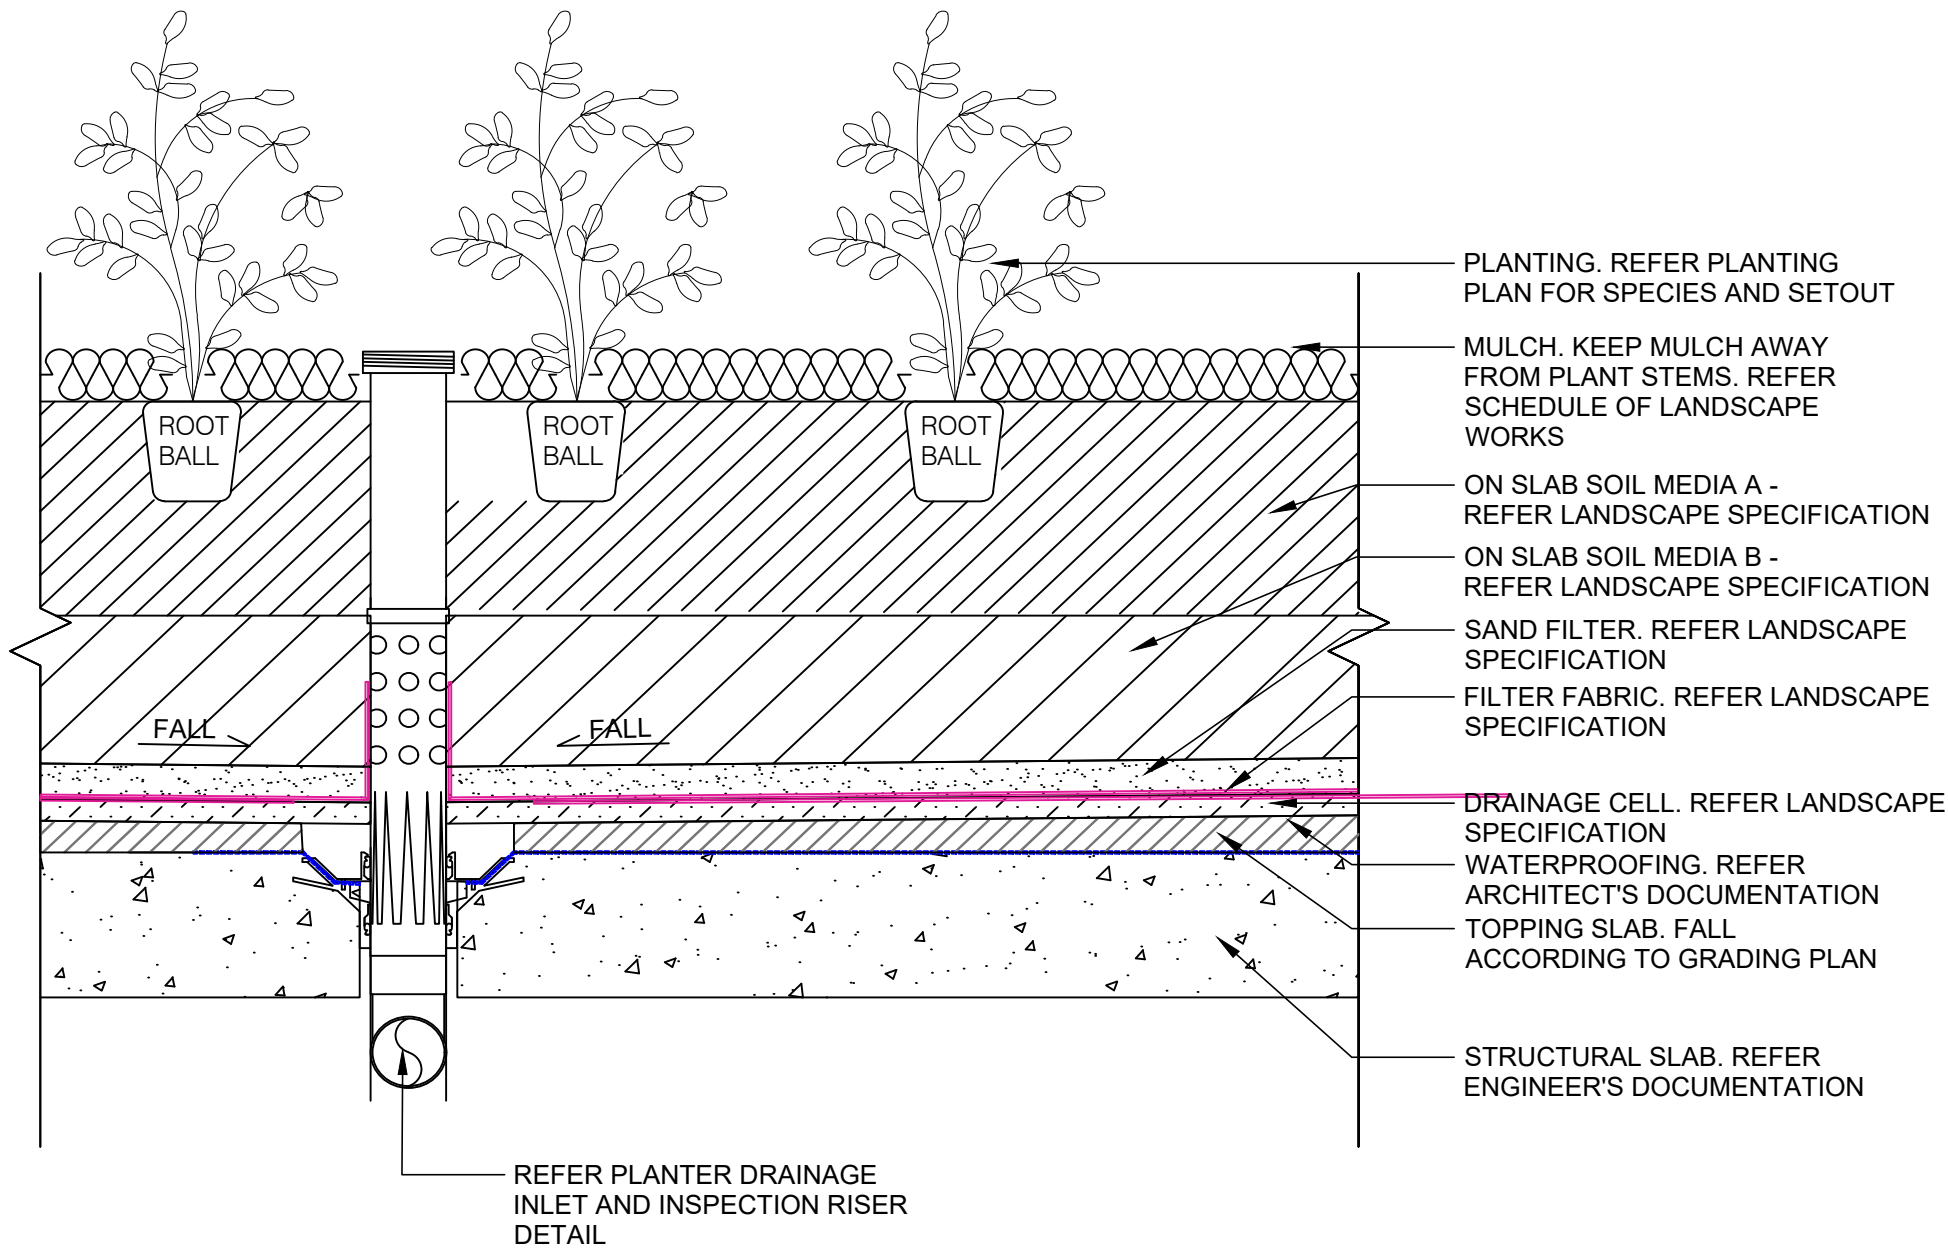 PLANTING. REFER PLANTING
PLAN FOR SPECIES AND SETOUT
MULCH. KEEP MULCH AWAY
FROM PLANT STEMS. REFER
SCHEDULE OF LANDSCAPE
WORKS
ROOT
BALL
ROOT
BALL
ROOT
BALL
ON SLAB SOIL MEDIA A -
REFER LANDSCAPE SPECIFICATION
ON SLAB SOIL MEDIA B -
REFER LANDSCAPE SPECIFICATION
SAND FILTER. REFER LANDSCAPE
SPECIFICATION
FILTER FABRIC. REFER LANDSCAPE
SPECIFICATION
FALL
FALL
DRAINAGE CELL. REFER LANDSCAPE
SPECIFICATION
WATERPROOFING. REFER
ARCHITECT'S DOCUMENTATION
TOPPING SLAB. FALL
ACCORDING TO GRADING PLAN
STRUCTURAL SLAB. REFER
ENGINEER'S DOCUMENTATION
REFER PLANTER DRAINAGE
INLET AND INSPECTION RISER
DETAIL